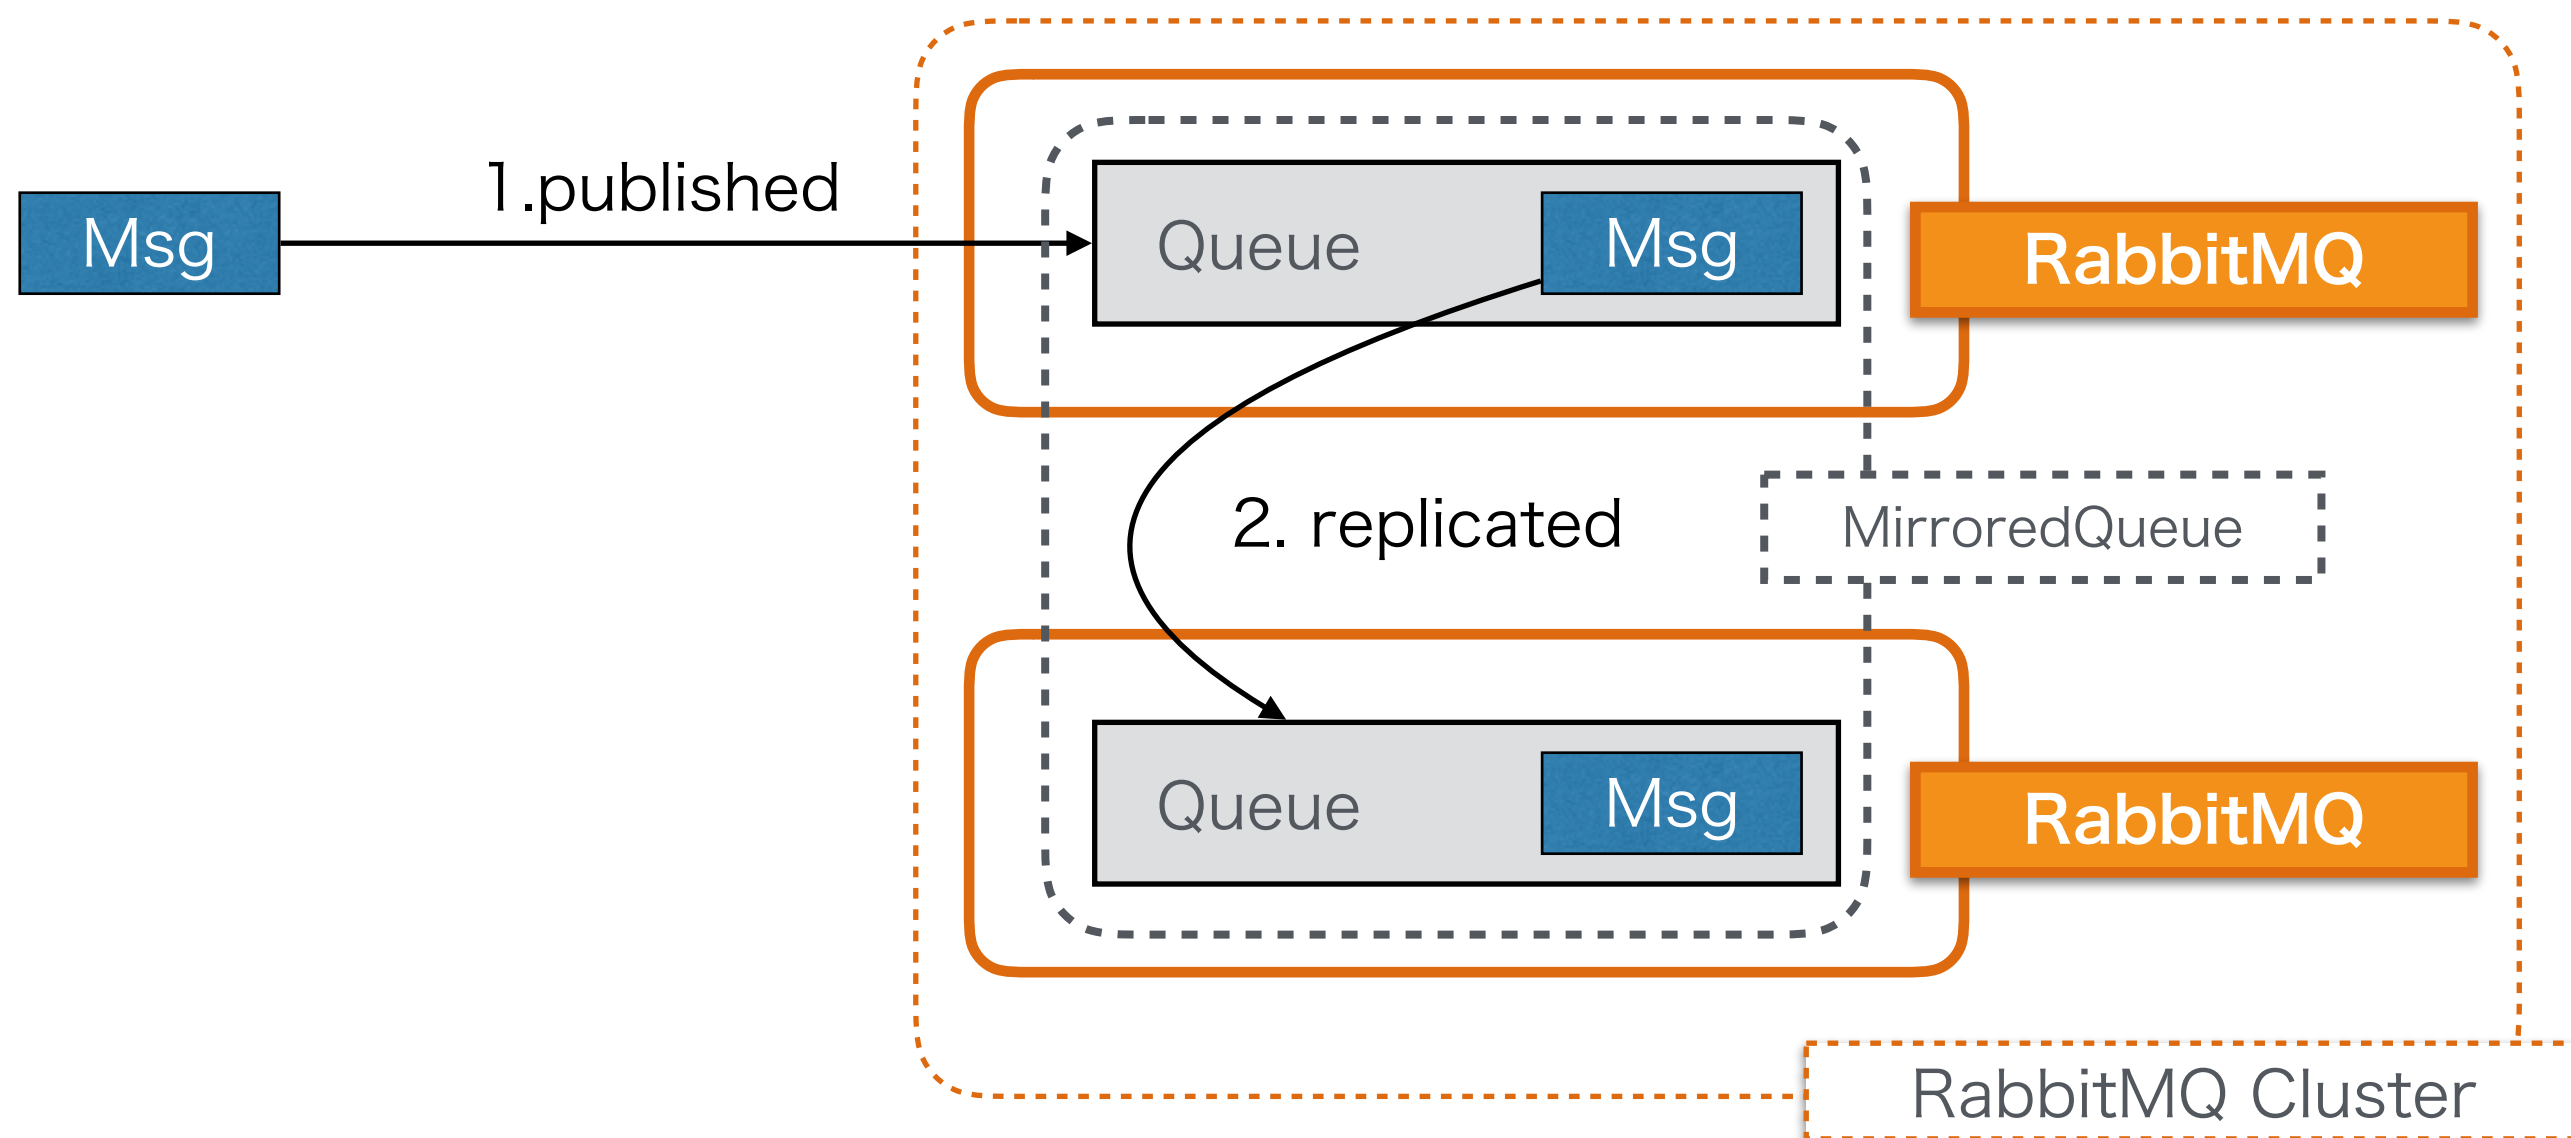 1.published
Msg
Queue
Msg
RabbitMQ
2. replicated
MirroredQueue
Queue
Msg
RabbitMQ
RabbitMQ Cluster